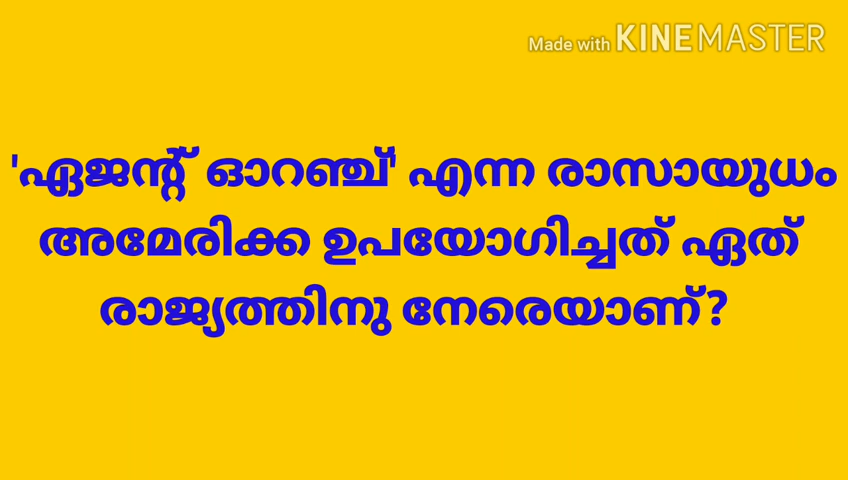 Made with KINEMASTER
'ഏജന്റ് ഓറഞ്ച്' എന്ന രാസായുധം
അമേരിക്ക ഉപയോഗിച്ചത് ഏത്
രാജ്യത്തിനു നേരെയാണ്?